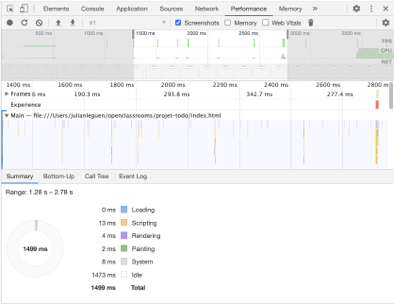 Elements Console Application Sources Network Performance Memory »
#1 Screenshots Memory Web Vitals
500 ms 1000 ms 1500 ms 2000 ms 2500 ms 3000 ms 3500 ms
FPS
CPU
NET
1400 ms 1600 ms 1800 ms 2000 ms 2200 ms 2400 ms 2600 ms 2800 ms
Frames 6 ms 190.3 ms 293.8 ms 342.7 ms 277.4 ms
Experience
Main — file:///Users/julianleguen/openclassrooms/projet-todo/index.html
Summary Bottom-Up Call Tree Event Log
Range: 1.28 s – 2.78 s
0 ms Loading
13 ms Scripting
4 ms Rendering
2 ms Painting
8 ms System
1473 ms Idle
1499 ms Total
1499 ms